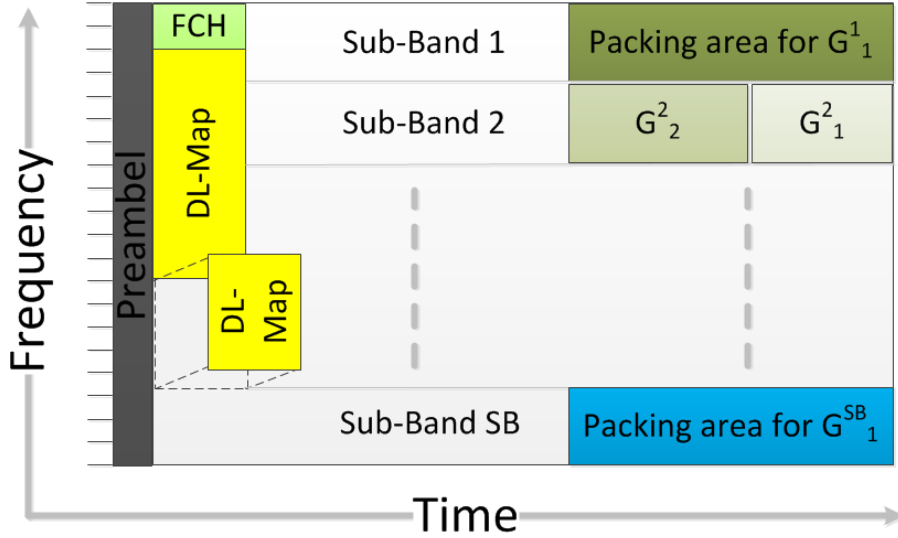 FCH
Sub-Band 1
Packing area for G¹₁
DL-Map
Sub-Band 2
G²₂
G²₁
Preambel
DL-
Map
Sub-Band SB
Packing area for G^SB₁
Frequency
Time